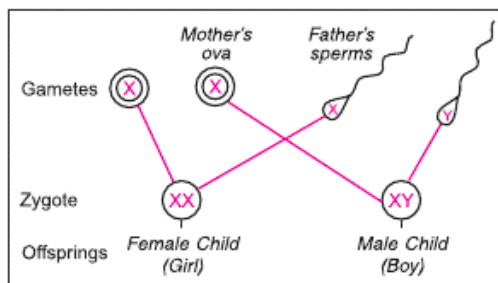 Mother's Father's
ova sperms
Gametes X X X Y
Zygote XX XY
Offsprings Female Child Male Child
(Girl) (Boy)